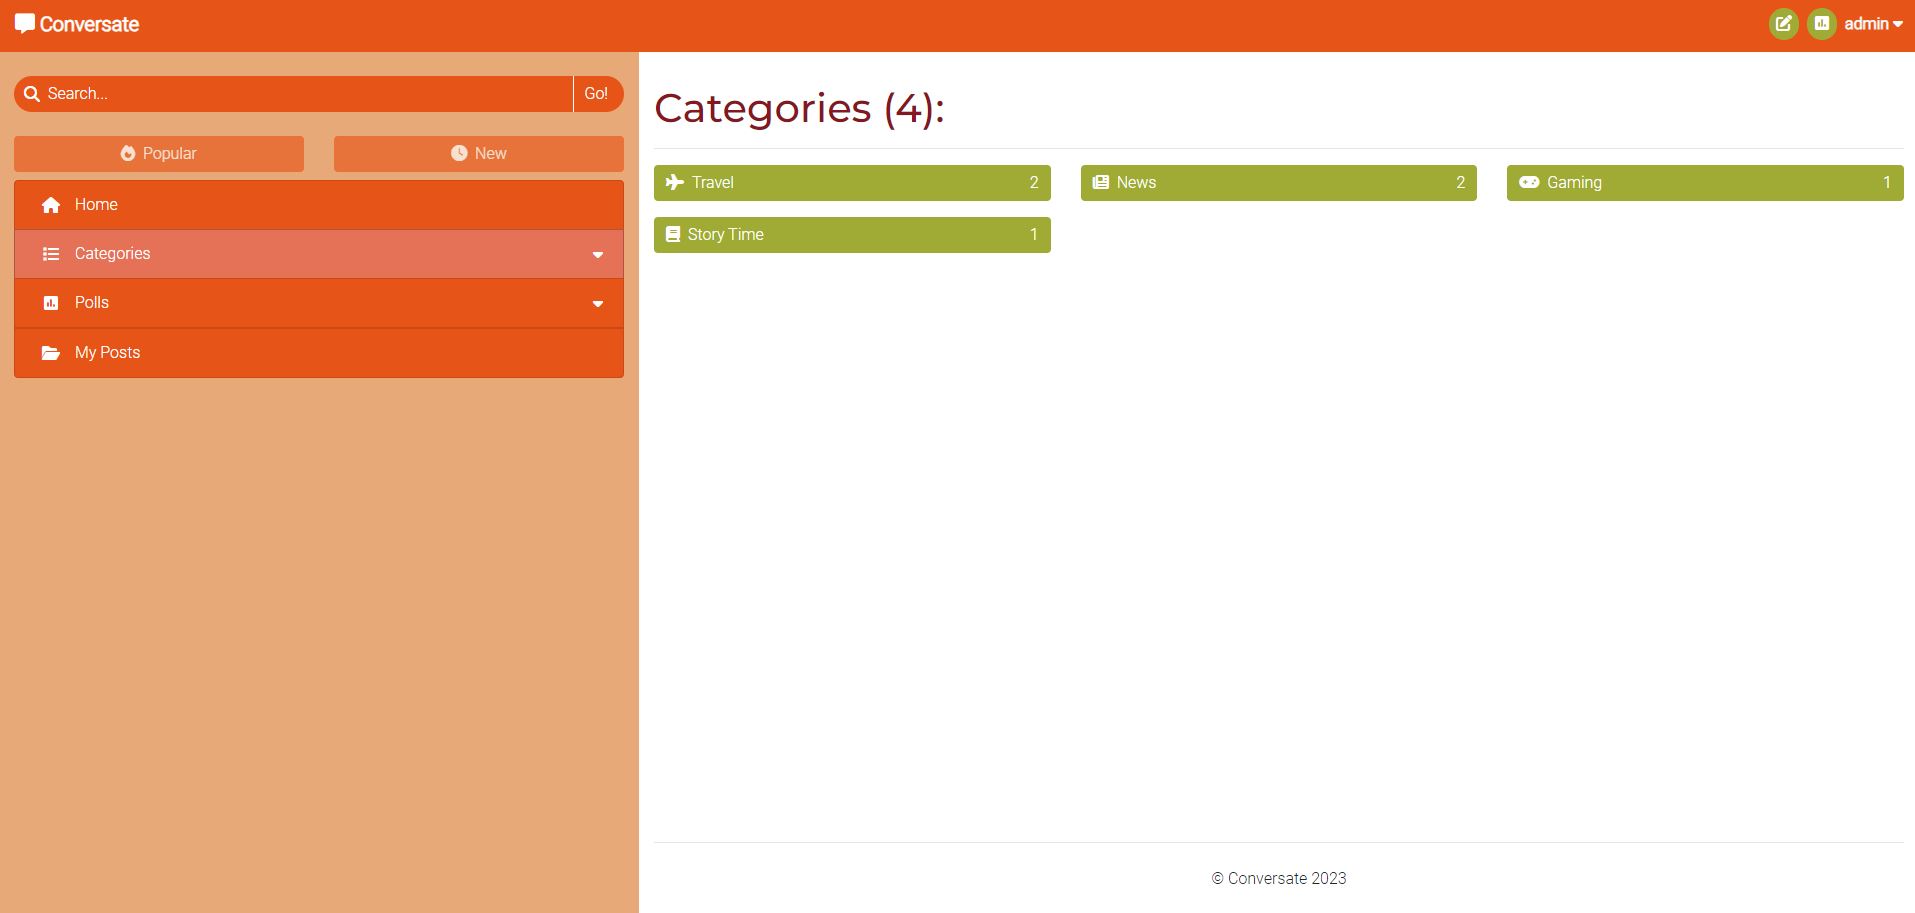 Conversate
admin
Search...
Go!
Popular
New
Home
Categories
Polls
My Posts
Categories (4):
Travel 2
News 2
Gaming 1
Story Time 1
© Conversate 2023